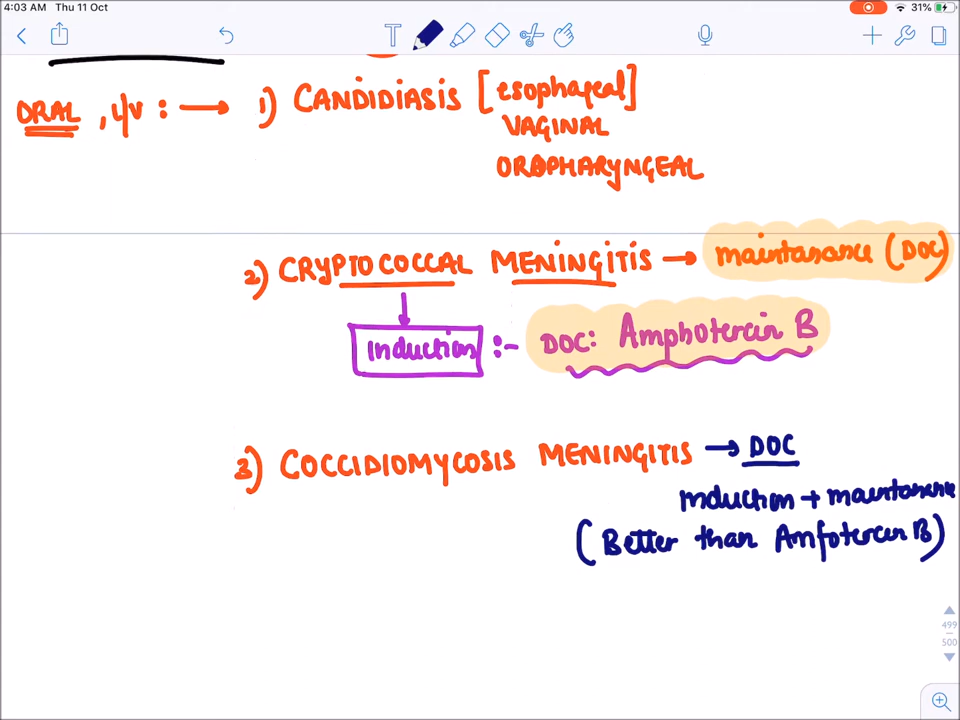 4:03 AM Thu 11 Oct
31%
T
ORAL, I/V : → 1) CANDIDIASIS [esophageal]
VAGINAL
OROPHARYNGEAL
2) CRYPTOCOCCAL MENINGITIS → maintanance (DOC)
Induction :- DOC: Amphotercin B
3) COCCIDIOMYCOSIS MENINGITIS → DOC
Induction + maintanance
(Better than Amfotercin B)
499
500